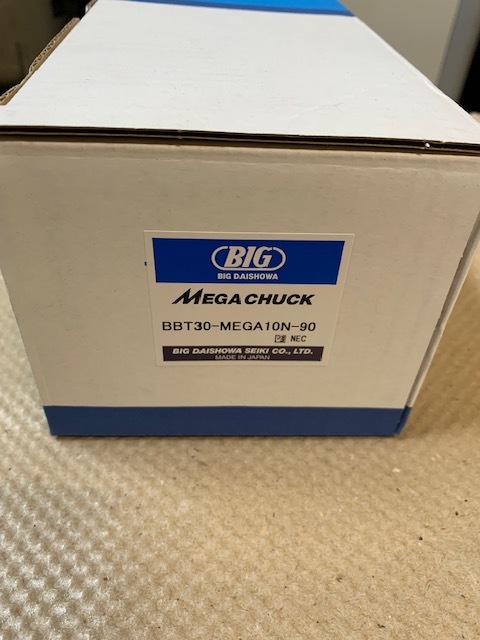 BIG
BIG DAISHOWA
MEGA CHUCK
BBT30-MEGA10N-90
NEC
BIG DAISHOWA SEIKI CO., LTD.
MADE IN JAPAN